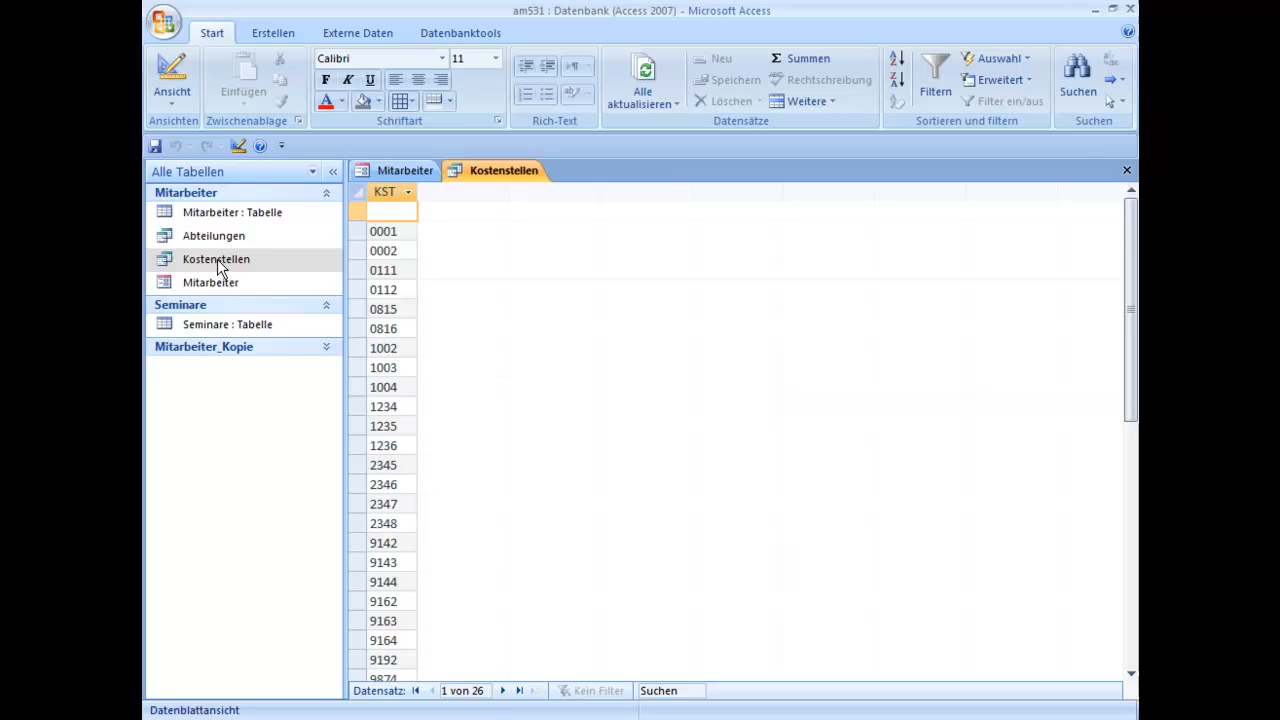 am531 : Datenbank (Access 2007) - Microsoft Access
Start Erstellen Externe Daten Datenbanktools
Ansicht
Ansichten
Einfügen
Zwischenablage
Calibri 11
F K U
A
Schriftart
Rich-Text
Alle
aktualisieren
Neu
Speichern
Löschen
Σ Summen
Rechtschreibung
Weitere
Datensätze
Filtern
Auswahl
Erweitert
Filter ein/aus
Sortieren und filtern
Suchen
Suchen
Alle Tabellen
Mitarbeiter
Mitarbeiter : Tabelle
Abteilungen
Kostenstellen
Mitarbeiter
Seminare
Seminare : Tabelle
Mitarbeiter_Kopie
Mitarbeiter Kostenstellen
KST
0001
0002
0111
0112
0815
0816
1002
1003
1004
1234
1235
1236
2345
2346
2347
2348
9142
9143
9144
9162
9163
9164
9192
9874
Datensatz: 1 von 26 Kein Filter Suchen
Datenblattansicht